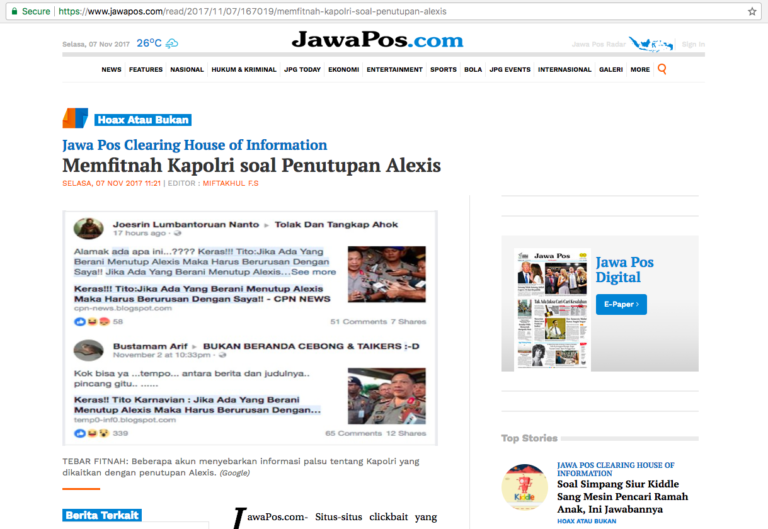 Secure | https://www.jawapos.com/read/2017/11/07/167019/memfitnah-kapolri-soal-penutupan-alexis
Selasa, 07 Nov 2017 26°C
JawaPos.com
Jawa Pos Radar
Sign in
NEWS FEATURES NASIONAL HUKUM & KRIMINAL JPG TODAY EKONOMI ENTERTAINMENT SPORTS BOLA JPG EVENTS INTERNASIONAL GALERI MORE
Hoax Atau Bukan
Jawa Pos Clearing House of Information
Memfitnah Kapolri soal Penutupan Alexis
SELASA, 07 NOV 2017 11:21 | EDITOR : MIFTAKHUL F.S
Joesrin Lumbantoruan Nanto ▸ Tolak Dan Tangkap Ahok
17 hours ago ·
Alamak ada apa ini...???? Keras!!! Tito:Jika Ada Yang
Berani Menutup Alexis Maka Harus Berurusan Dengan
Saya!! Jika Ada Yang Berani Menutup Alexis...See more
Keras!!! Tito:Jika Ada Yang Berani Menutup Alexis
Maka Harus Berurusan Dengan Saya!! - CPN NEWS
cpn-news.blogspot.com
58
51 Comments 7 Shares
Bustamam Arif ▸ BUKAN BERANDA CEBONG & TAIKERS ;-D
November 2 at 10:33pm ·
Kok bisa ya ...tempo... antara berita dan judulnya..
pincang gitu.. ......
Keras!! Tito Karnavian : Jika Ada Yang Berani
Menutup Alexis Maka Harus Berurusan Dengan...
temp0-inf0.blogspot.com
339
65 Comments 12 Shares
TEBAR FITNAH: Beberapa akun menyebarkan informasi palsu tentang Kapolri yang
dikaitkan dengan penutupan Alexis. (Google)
Berita Terkait
JawaPos.com- Situs-situs clickbait yang
Jawa Pos
Jawa Pos
Digital
E-Paper ›
Top Stories
Kiddle
JAWA POS CLEARING HOUSE OF
INFORMATION
Soal Simpang Siur Kiddle
Sang Mesin Pencari Ramah
Anak, Ini Jawabannya
HOAX ATAU BUKAN